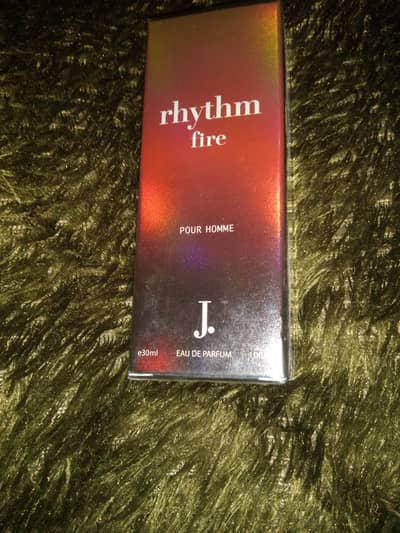 rhythm
fire
POUR HOMME
J.
e30ml EAU DE PARFUM